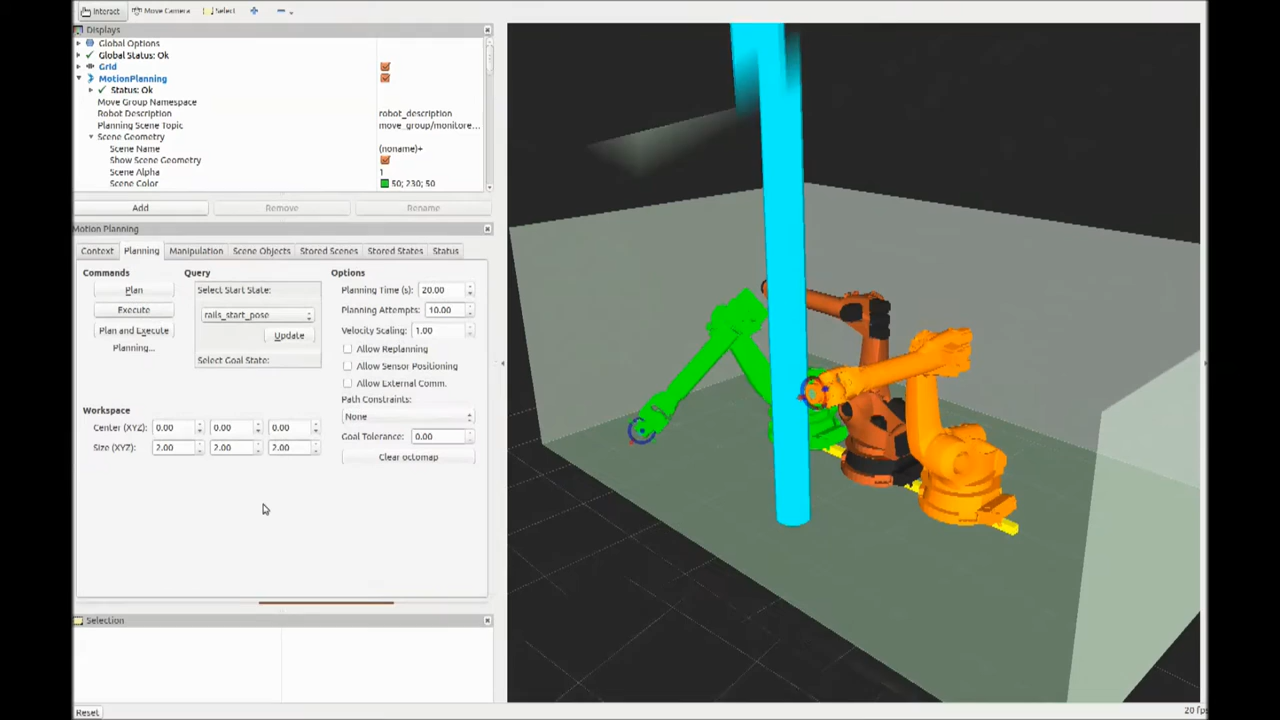 Interact Move Camera Select
Displays
Global Options
Global Status: Ok
Grid
MotionPlanning
Status: Ok
Move Group Namespace
Robot Description robot_description
Planning Scene Topic move_group/monitore...
Scene Geometry
Scene Name (noname)+
Show Scene Geometry
Scene Alpha 1
Scene Color 50; 230; 50
Add Remove Rename
Motion Planning
Context Planning Manipulation Scene Objects Stored Scenes Stored States Status
Commands Query Options
Plan Select Start State: Planning Time (s): 20.00
Execute rails_start_pose Planning Attempts: 10.00
Plan and Execute Update Velocity Scaling: 1.00
Planning... Allow Replanning
Select Goal State: Allow Sensor Positioning
Allow External Comm.
Path Constraints:
Workspace None
Center (XYZ): 0.00 0.00 0.00 Goal Tolerance: 0.00
Size (XYZ): 2.00 2.00 2.00 Clear octomap
Selection
Reset 20 fps